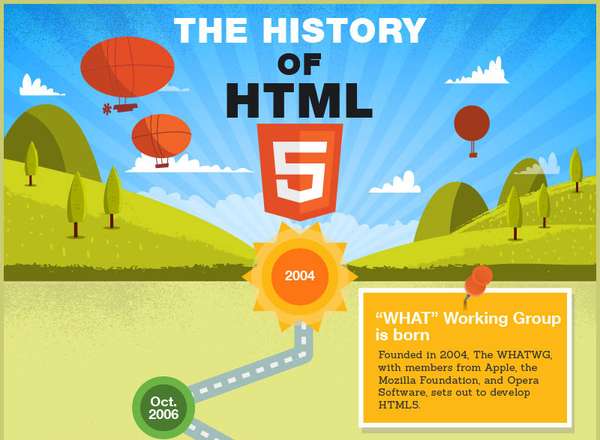 THE HISTORY
OF
HTML
5
2004
“WHAT” Working Group
is born
Founded in 2004, The WHATWG,
with members from Apple, the
Mozilla Foundation, and Opera
Software, sets out to develop
HTML5.
Oct.
2006